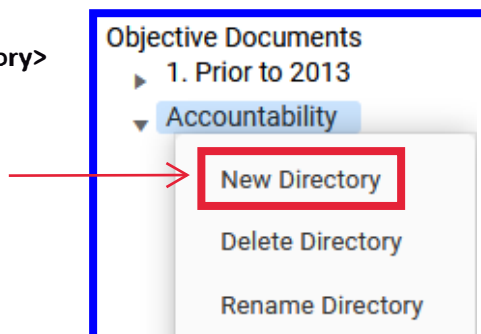 ory>
Objective Documents
1. Prior to 2013
Accountability
New Directory
Delete Directory
Rename Directory